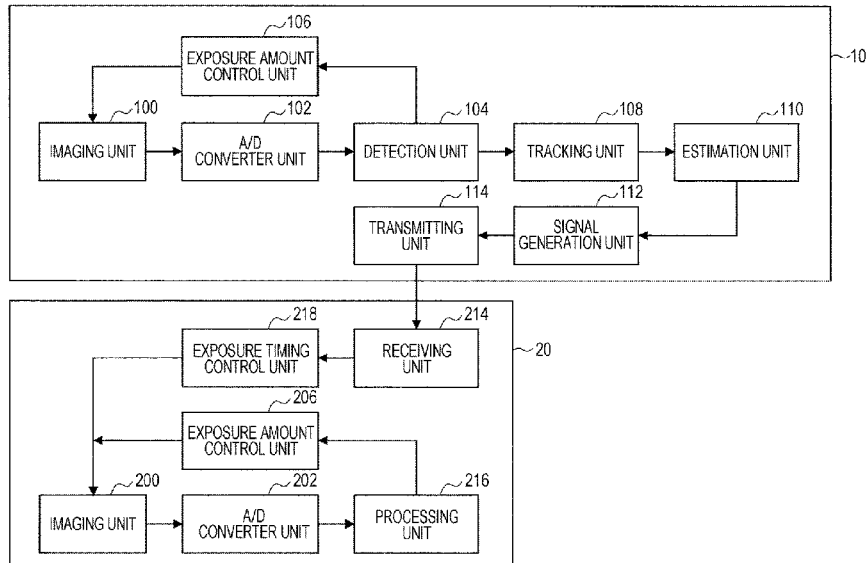 106
EXPOSURE AMOUNT
CONTROL UNIT
10
100
IMAGING UNIT
102
A/D
CONVERTER UNIT
104
DETECTION UNIT
108
TRACKING UNIT
110
ESTIMATION UNIT
114
TRANSMITTING
UNIT
112
SIGNAL
GENERATION UNIT
218
EXPOSURE TIMING
CONTROL UNIT
214
RECEIVING
UNIT
20
206
EXPOSURE AMOUNT
CONTROL UNIT
200
IMAGING UNIT
202
A/D
CONVERTER UNIT
216
PROCESSING
UNIT